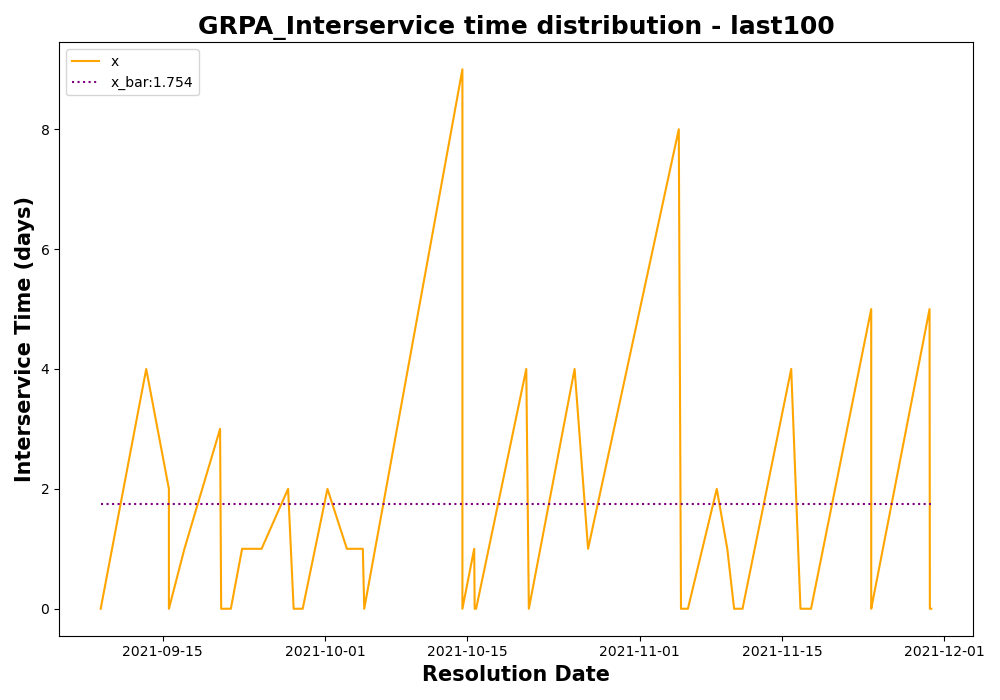 GRPA_Interservice time distribution - last100
x
x_bar:1.754
Interservice Time (days)
8
6
4
2
0
2021-09-15
2021-10-01
2021-10-15
2021-11-01
2021-11-15
2021-12-01
Resolution Date